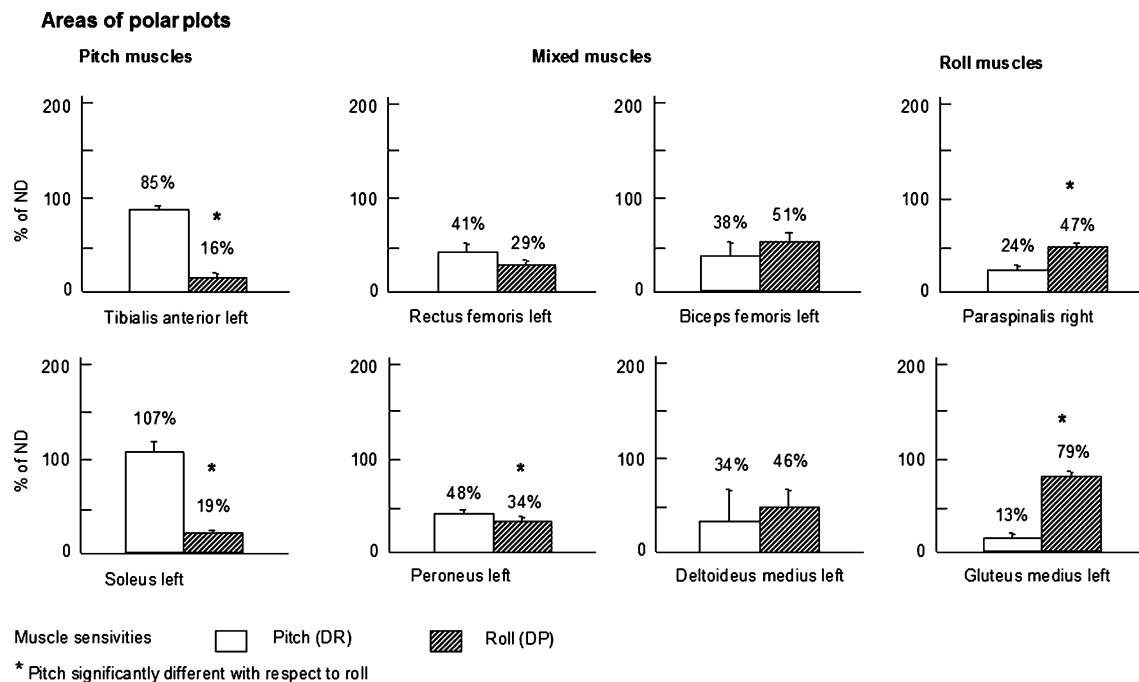 Areas of polar plots
Pitch muscles
Mixed muscles
Roll muscles
% of ND
200
100
0
85%
*
16%
Tibialis anterior left
200
100
0
41%
29%
Rectus femoris left
200
100
0
38%
51%
Biceps femoris left
200
100
0
24%
*
47%
Paraspinalis right
% of ND
200
100
0
107%
*
19%
Soleus left
200
100
0
48%
*
34%
Peroneus left
200
100
0
34%
46%
Deltoideus medius left
200
100
0
13%
*
79%
Gluteus medius left
Muscle sensivities Pitch (DR) Roll (DP)
* Pitch significantly different with respect to roll